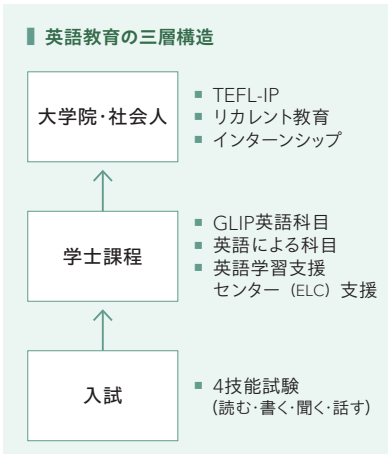 英語教育の三層構造
大学院・社会人
■ TEFL-IP
■ リカレント教育
■ インターンシップ
学士課程
■ GLIP英語科目
■ 英語による科目
■ 英語学習支援
センター (ELC) 支援
入試
■ 4技能試験
(読む・書く・聞く・話す)